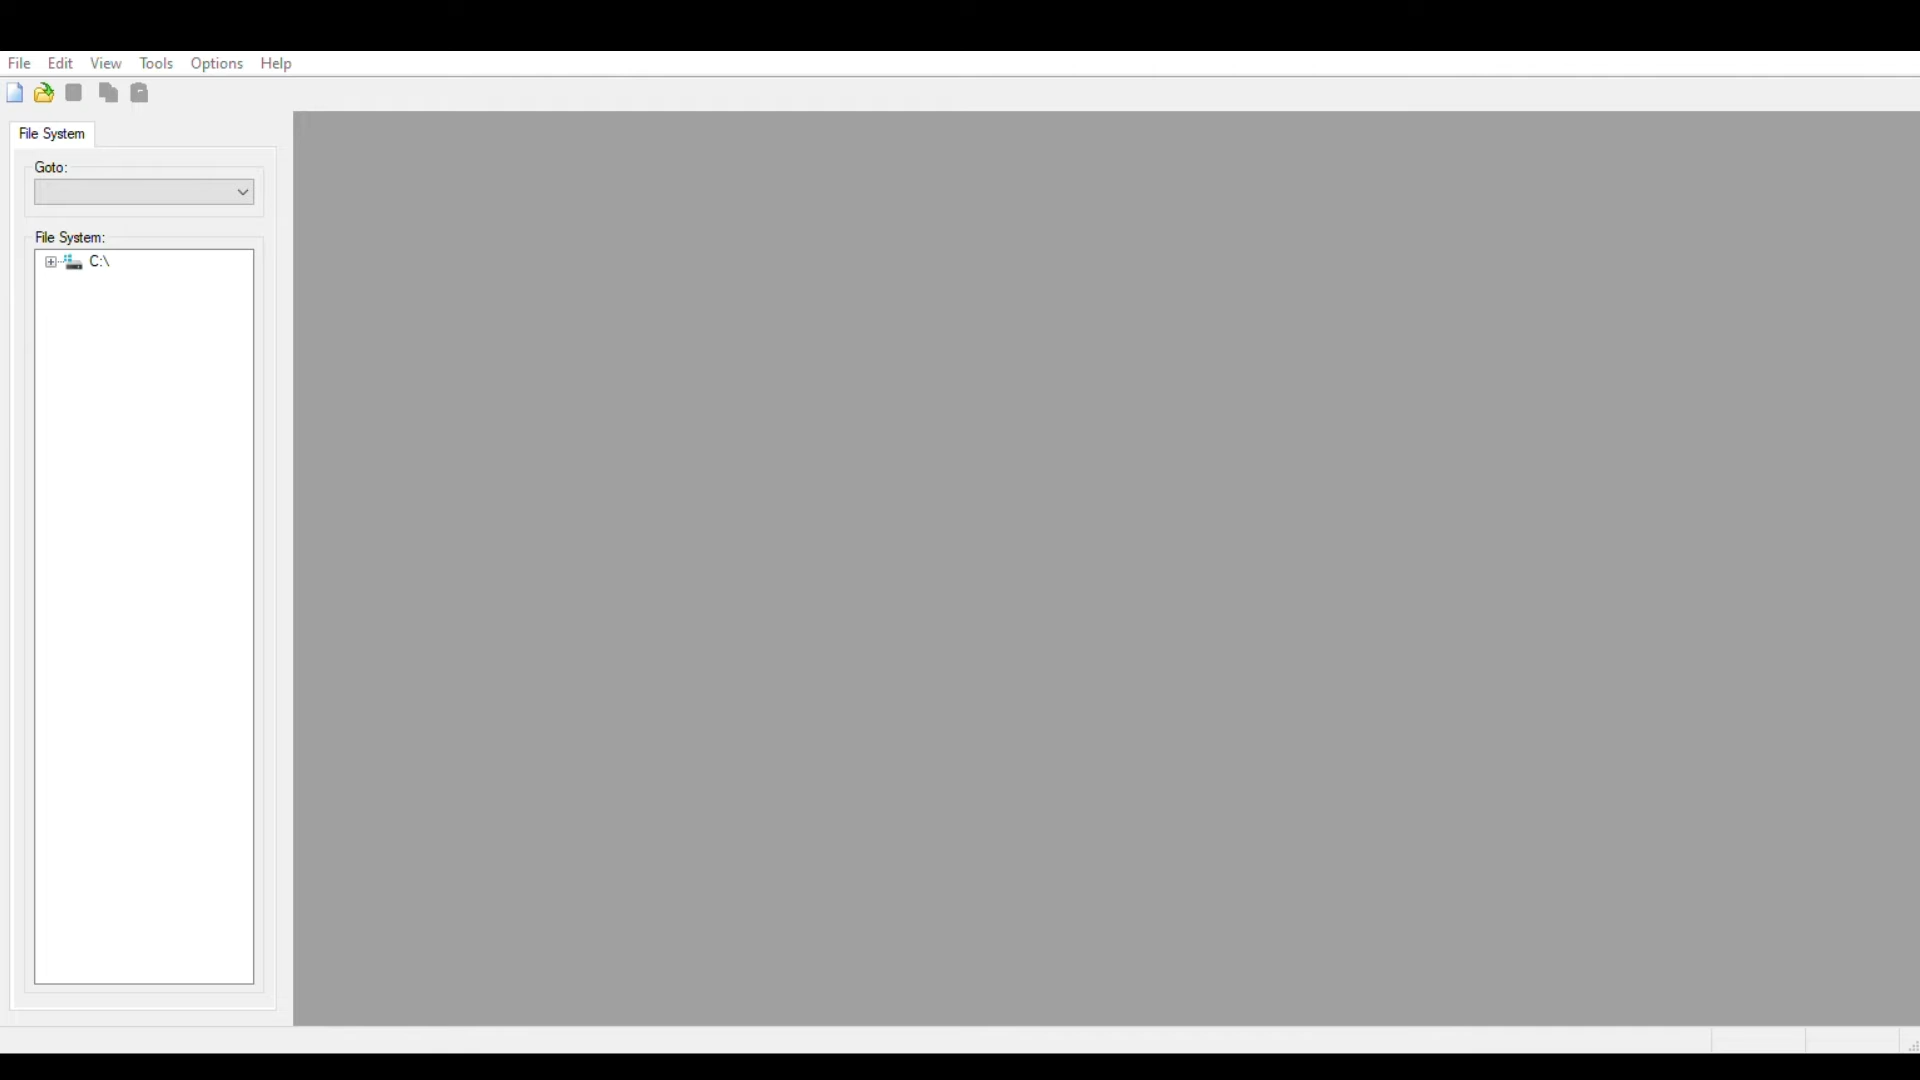 File Edit View Tools Options Help
File System
Goto:
File System:
C:\